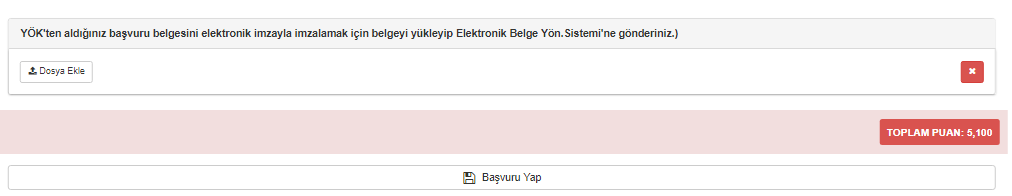 YÖK'ten aldığınız başvuru belgesini elektronik imzayla imzalamak için belgeyi yükleyip Elektronik Belge Yön.Sistemi'ne gönderiniz.)
Dosya Ekle
TOPLAM PUAN: 5,100
Başvuru Yap